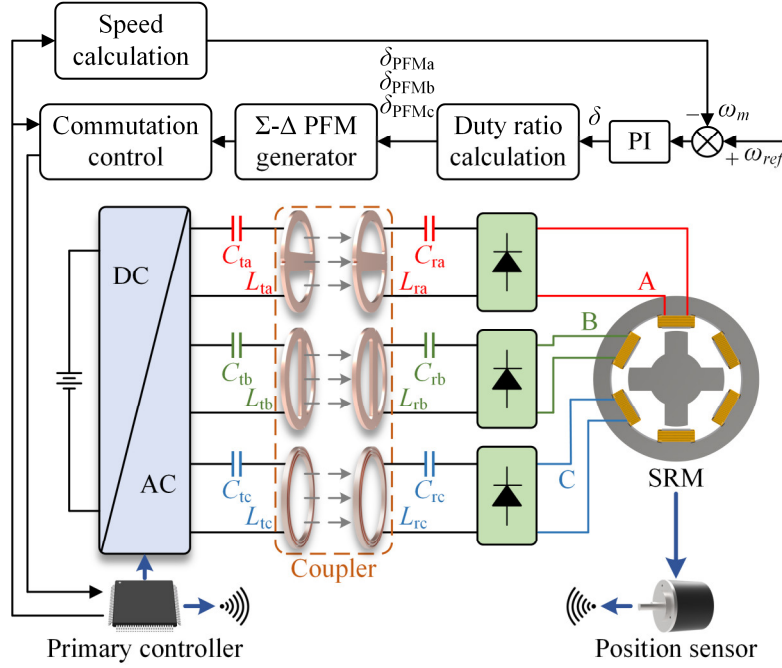 Speed
calculation
δPFMa
δPFMb
δPFMc
Commutation
control
Σ-Δ PFM
generator
Duty ratio
calculation
δ
PI
− ωm
+ ωref
DC
AC
Cta
Lta
Cra
Lra
A
Ctb
Ltb
Crb
Lrb
B
Ctc
Ltc
Crc
Lrc
C
SRM
Coupler
Primary controller
Position sensor